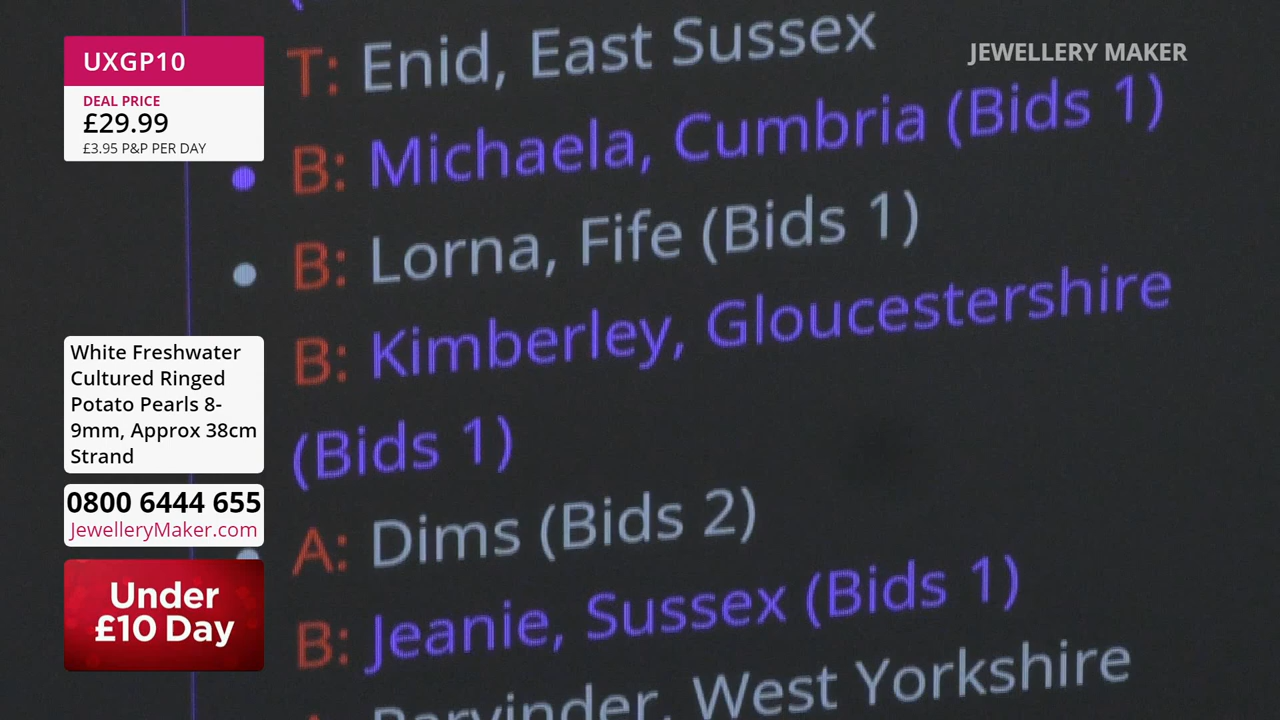 UXGP10
DEAL PRICE
£29.99
£3.95 P&P PER DAY
JEWELLERY MAKER
T: Enid, East Sussex
B: Michaela, Cumbria (Bids 1)
B: Lorna, Fife (Bids 1)
B: Kimberley, Gloucestershire
(Bids 1)
A: Dims (Bids 2)
B: Jeanie, Sussex (Bids 1)
Parvinder, West Yorkshire
White Freshwater
Cultured Ringed
Potato Pearls 8-
9mm, Approx 38cm
Strand
0800 6444 655
JewelleryMaker.com
Under
£10 Day